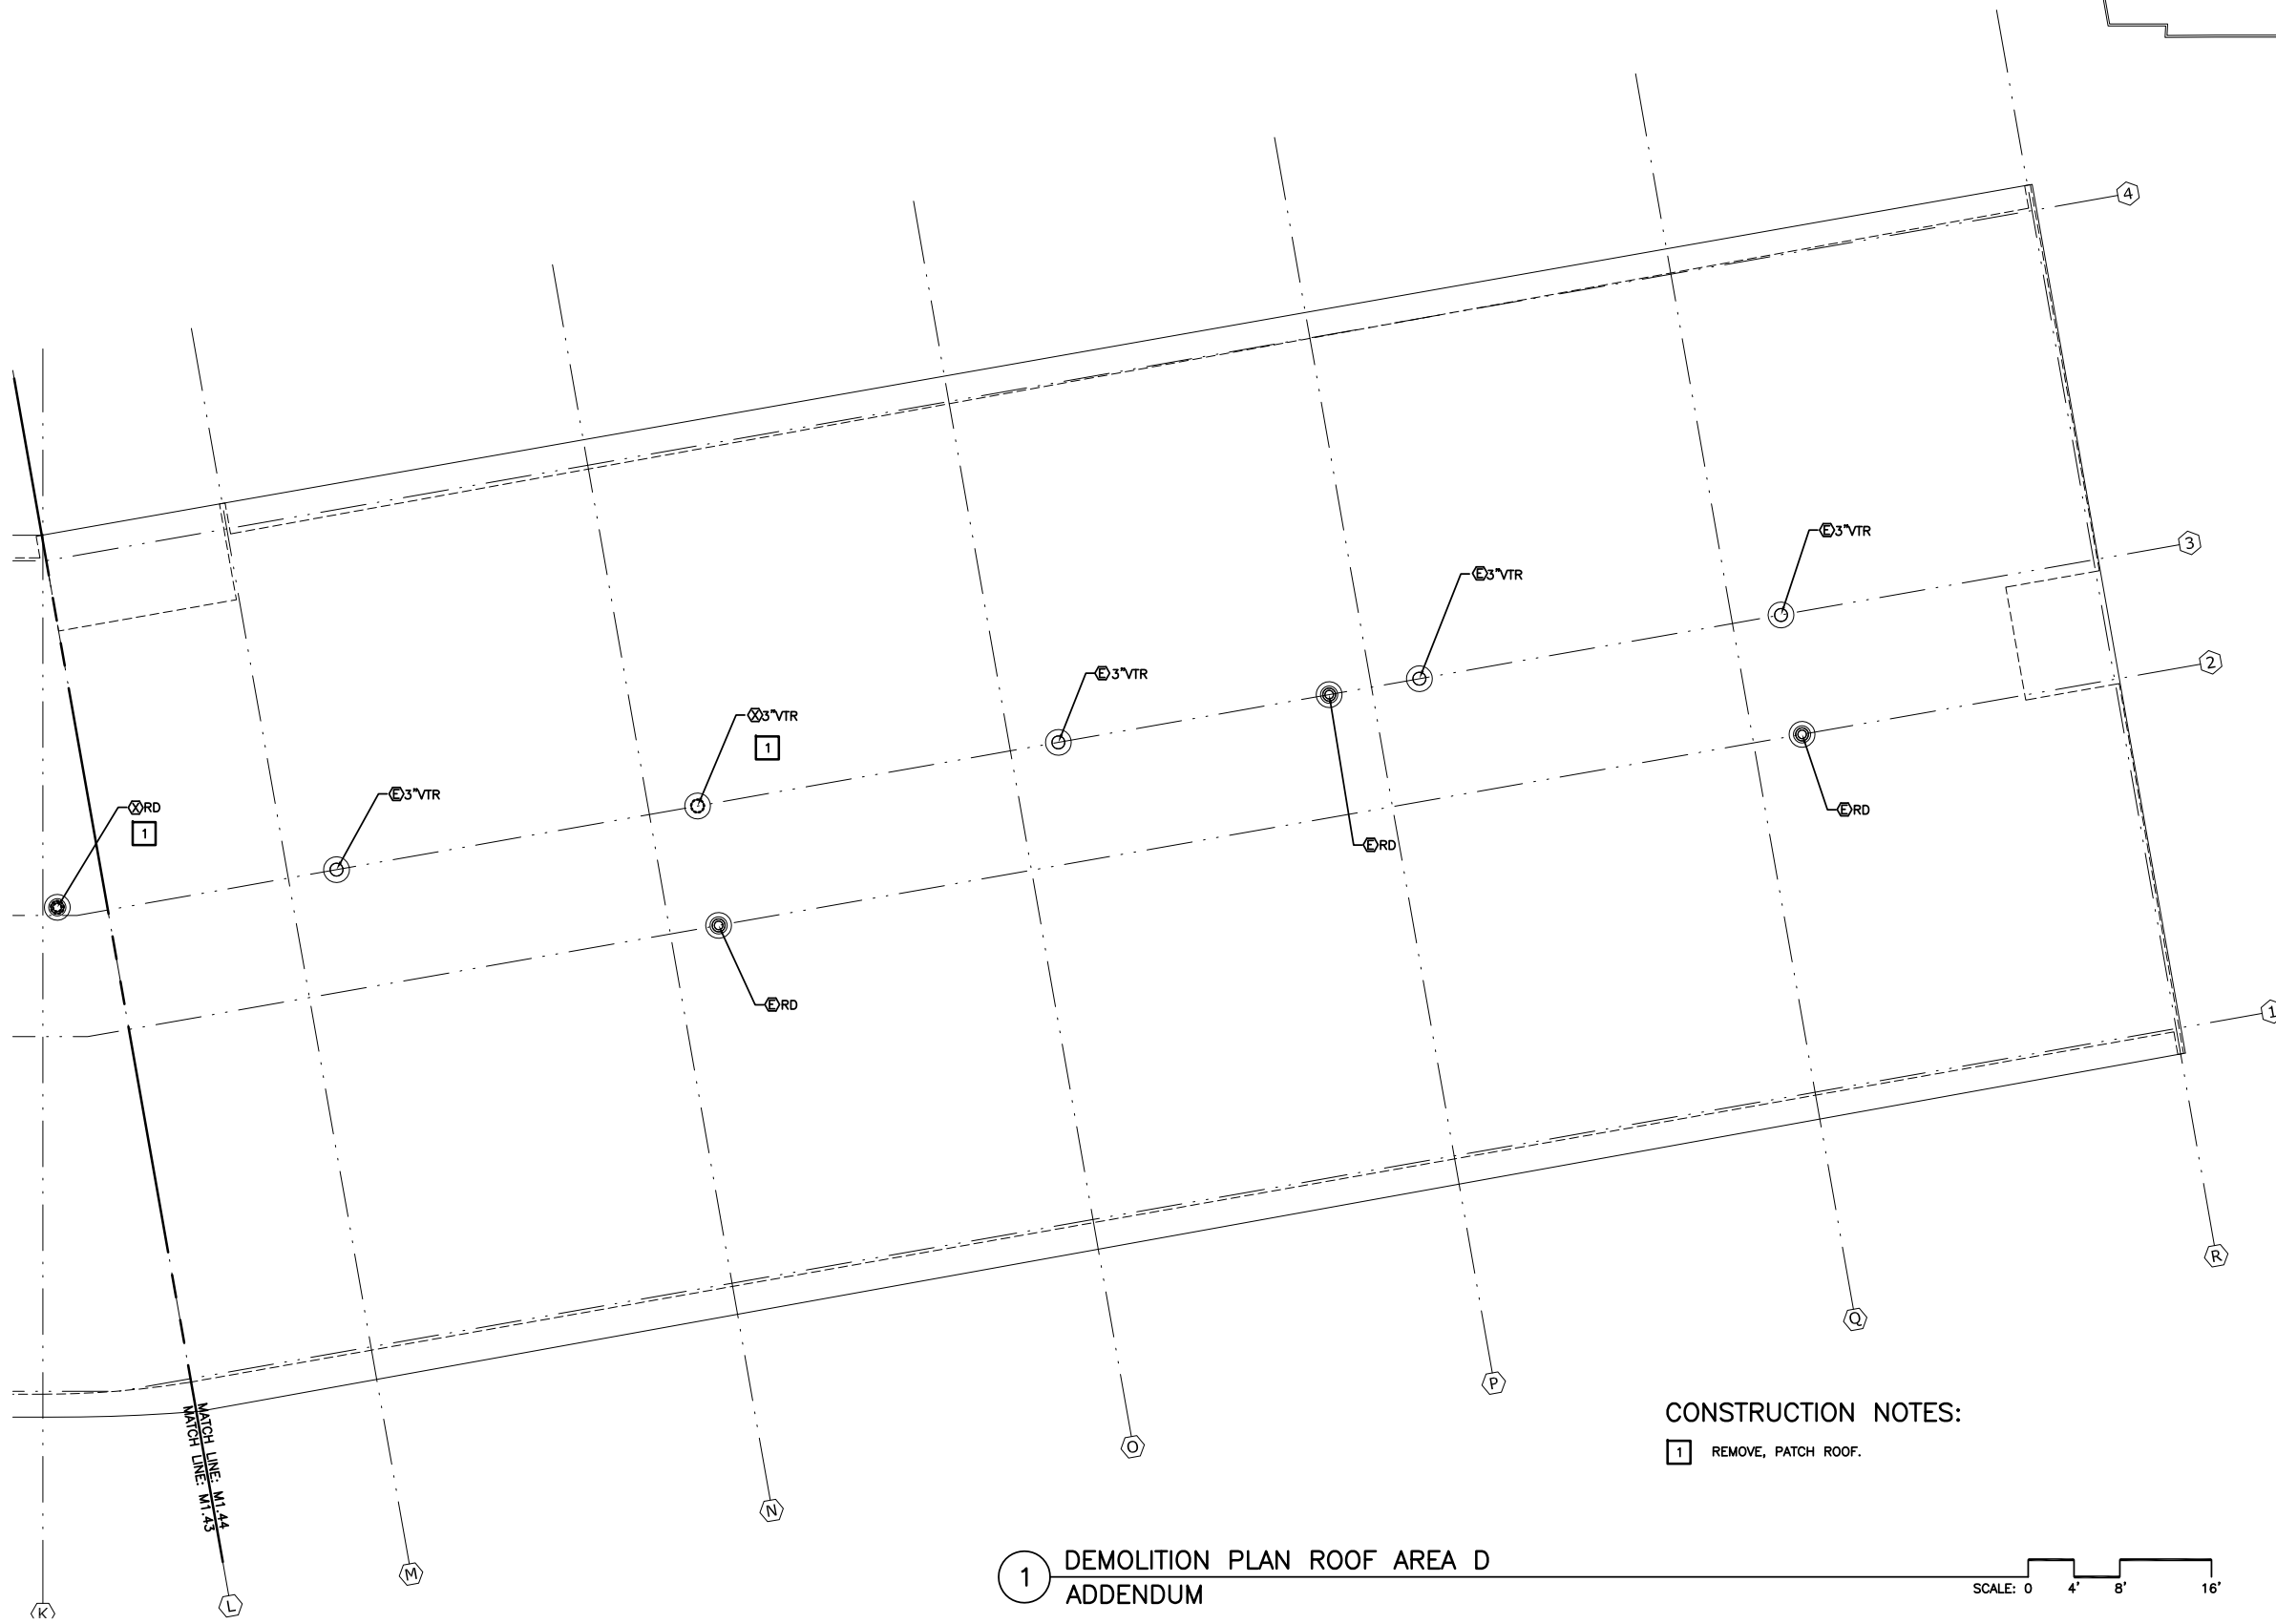 4
3
Ⓔ3"VTR
Ⓔ3"VTR
2
Ⓔ3"VTR
Ⓧ3"VTR
1
Ⓔ3"VTR
ⓍRD
1
ⒺRD
ⒺRD
ⒺRD
1
R
Q
P
O
N
M
L
K
MATCH LINE: M1.44
MATCH LINE: M1.43
CONSTRUCTION NOTES:
1 REMOVE, PATCH ROOF.
1 DEMOLITION PLAN ROOF AREA D
ADDENDUM
SCALE: 0 4' 8' 16'